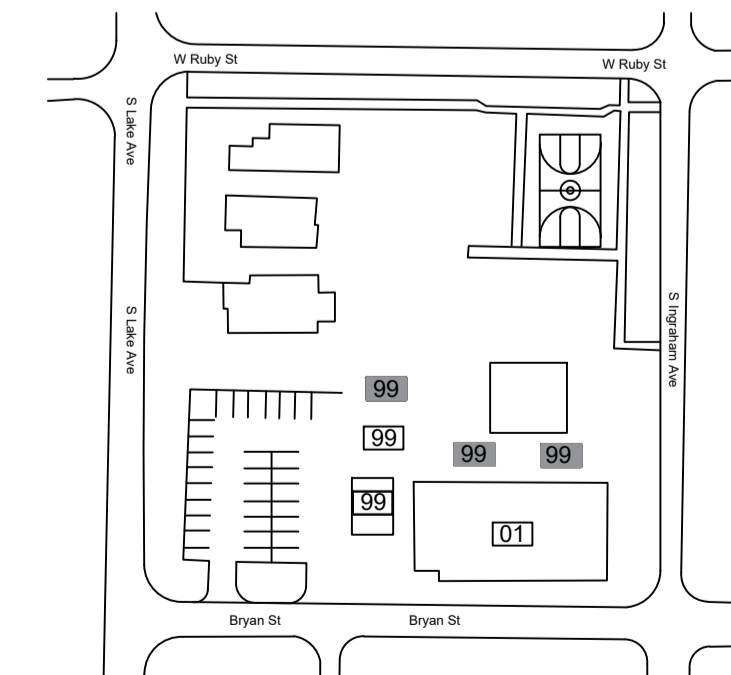 W Ruby St
W Ruby St
S Lake Ave
S Lake Ave
S Ingraham Ave
99
99
99
99
99
01
Bryan St
Bryan St